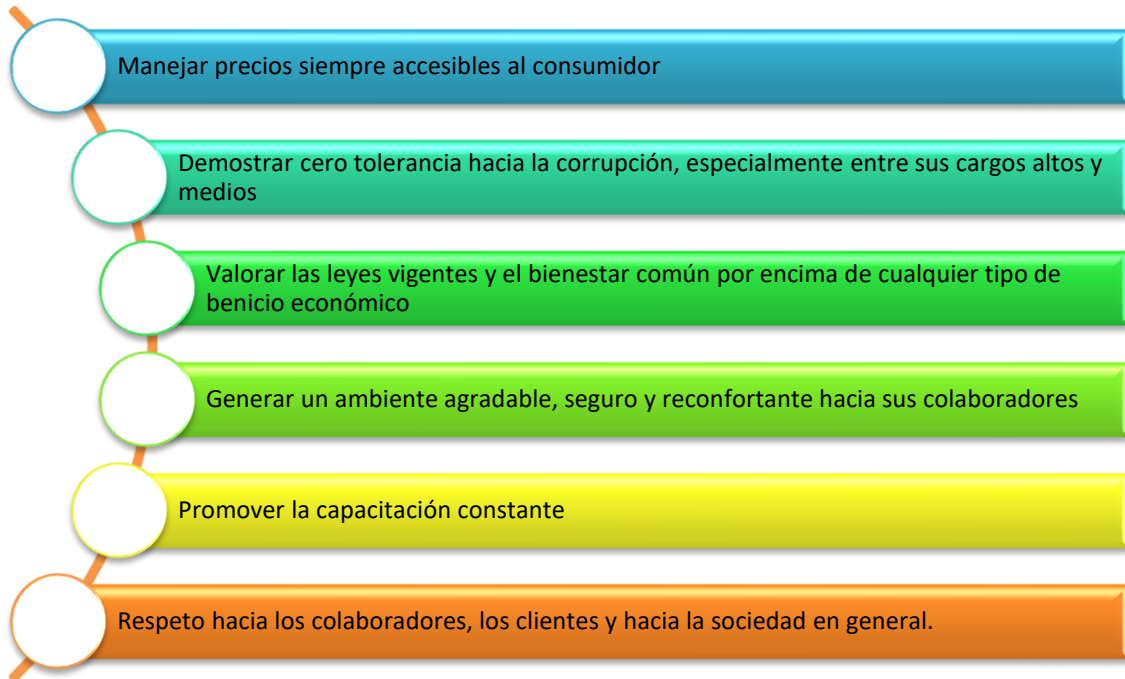 Manejar precios siempre accesibles al consumidor
Demostrar cero tolerancia hacia la corrupción, especialmente entre sus cargos altos y
medios
Valorar las leyes vigentes y el bienestar común por encima de cualquier tipo de
benicio económico
Generar un ambiente agradable, seguro y reconfortante hacia sus colaboradores
Promover la capacitación constante
Respeto hacia los colaboradores, los clientes y hacia la sociedad en general.